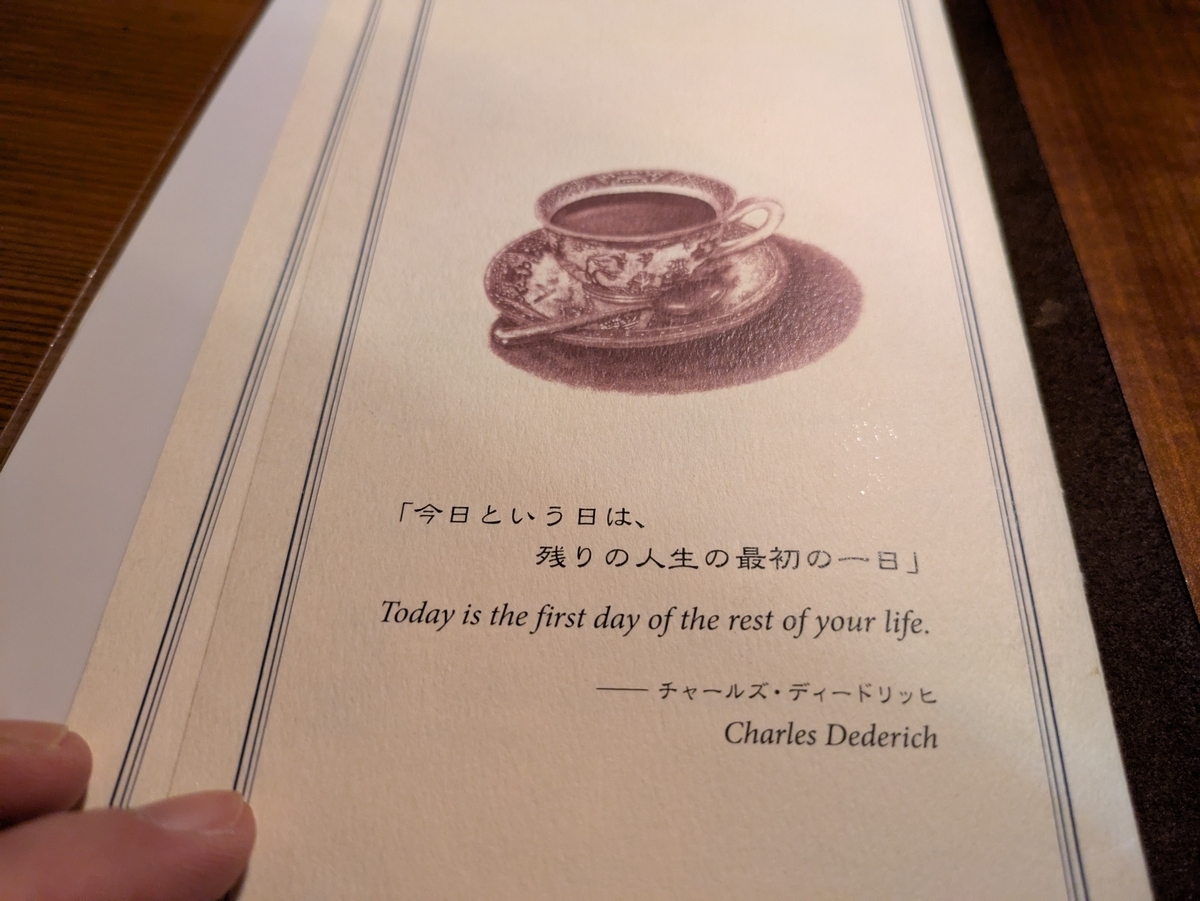 「今日という日は、
残りの人生の最初の一日」
Today is the first day of the rest of your life.
—— チャールズ・ディードリッヒ
Charles Dederich